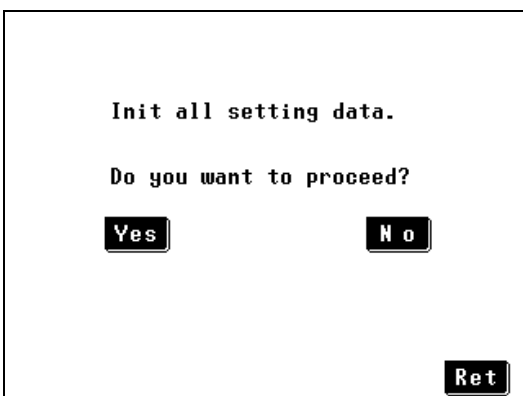 Init all setting data.
Do you want to proceed?
Yes No
Ret